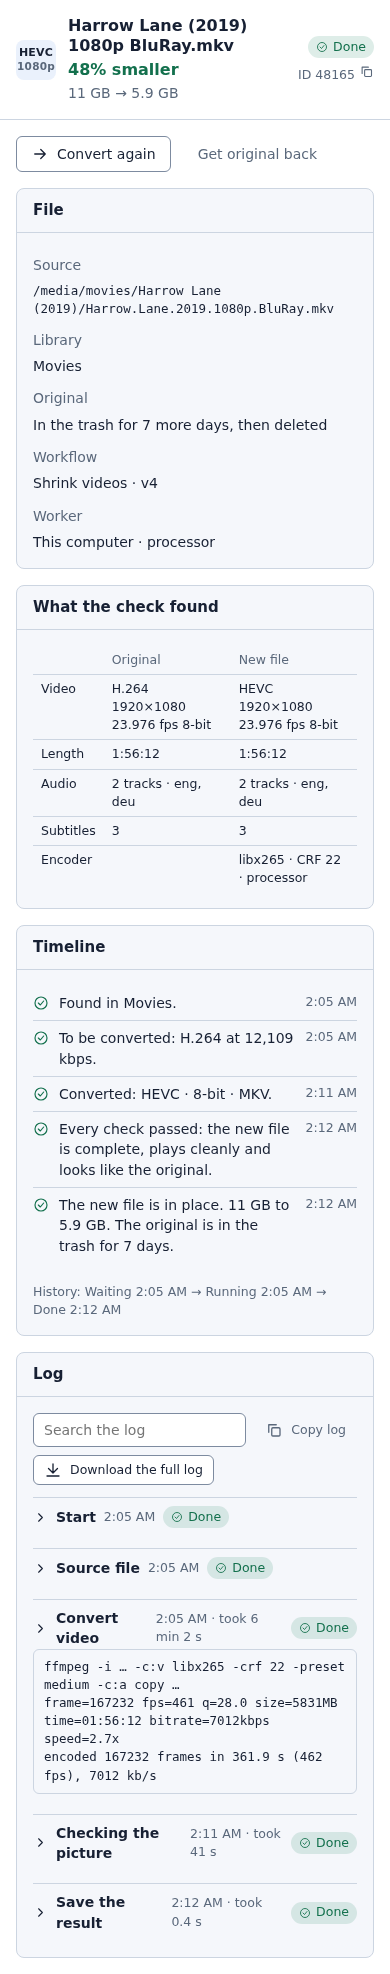 HEVC
1080p
Harrow Lane (2019)
1080p BluRay.mkv
48% smaller
11 GB → 5.9 GB
Done
ID 48165
Convert again
Get original back
File
Source
/media/movies/Harrow Lane
(2019)/Harrow.Lane.2019.1080p.BluRay.mkv
Library
Movies
Original
In the trash for 7 more days, then deleted
Workflow
Shrink videos · v4
Worker
This computer · processor
What the check found
Original New file
Video H.264 HEVC
1920×1080 1920×1080
23.976 fps 8-bit 23.976 fps 8-bit
Length 1:56:12 1:56:12
Audio 2 tracks · eng, 2 tracks · eng,
deu deu
Subtitles 3 3
Encoder libx265 · CRF 22
· processor
Timeline
Found in Movies. 2:05 AM
To be converted: H.264 at 12,109 2:05 AM
kbps.
Converted: HEVC · 8-bit · MKV. 2:11 AM
Every check passed: the new file 2:12 AM
is complete, plays cleanly and
looks like the original.
The new file is in place. 11 GB to 2:12 AM
5.9 GB. The original is in the
trash for 7 days.
History: Waiting 2:05 AM → Running 2:05 AM →
Done 2:12 AM
Log
Search the log
Copy log
Download the full log
Start 2:05 AM Done
Source file 2:05 AM Done
Convert 2:05 AM · took 6 Done
video min 2 s
ffmpeg -i … -c:v libx265 -crf 22 -preset
medium -c:a copy …
frame=167232 fps=461 q=28.0 size=5831MB
time=01:56:12 bitrate=7012kbps
speed=2.7x
encoded 167232 frames in 361.9 s (462
fps), 7012 kb/s
Checking the 2:11 AM · took Done
picture 41 s
Save the 2:12 AM · took Done
result 0.4 s